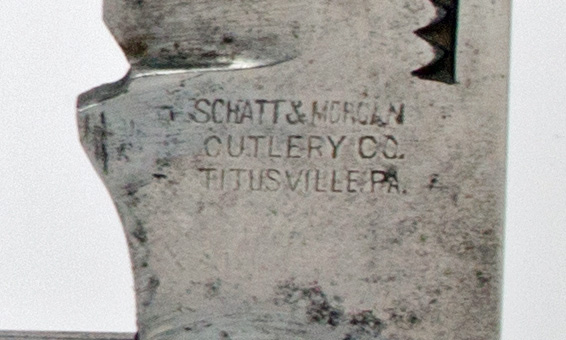 SCHATT & MORGAN
CUTLERY CO.
TITUSVILLE, PA.